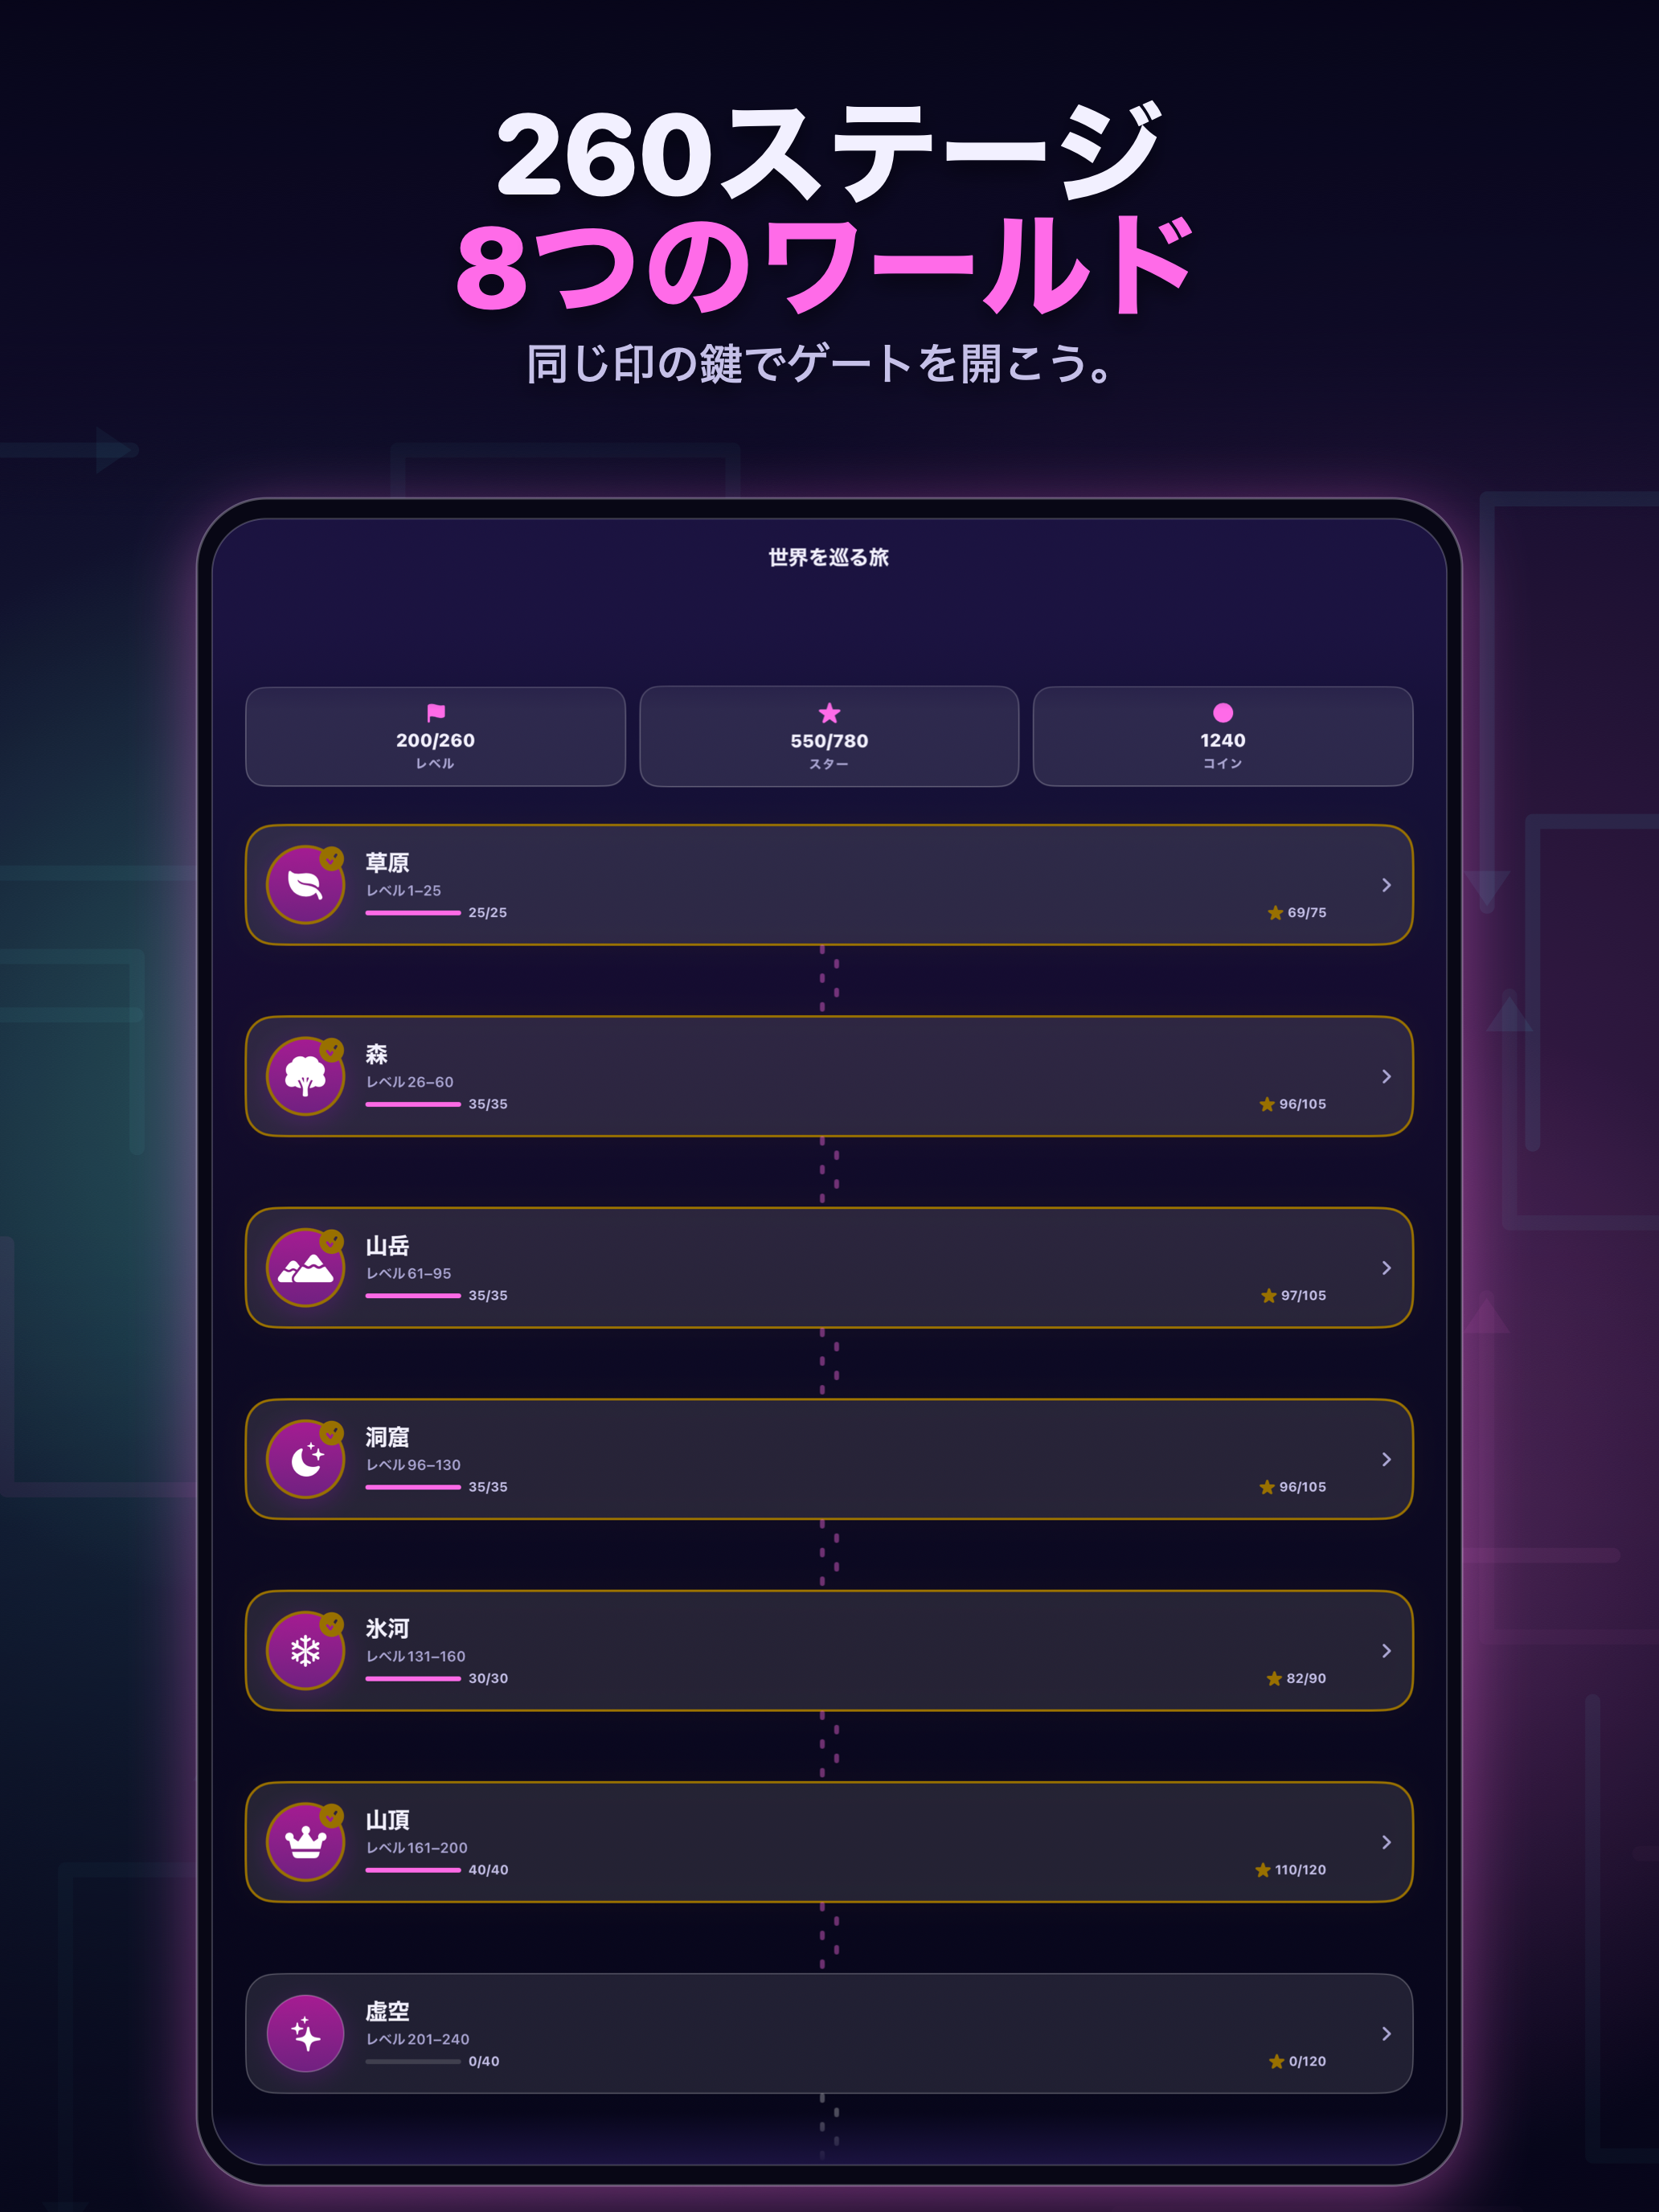 260ステージ
8つのワールド
同じ印の鍵でゲートを開こう。
世界を巡る旅
200/260
レベル
550/780
スター
1240
コイン
草原
レベル1–25
25/25
69/75
森
レベル26–60
35/35
96/105
山岳
レベル61–95
35/35
97/105
洞窟
レベル96–130
35/35
96/105
氷河
レベル131–160
30/30
82/90
山頂
レベル161–200
40/40
110/120
虚空
レベル201–240
0/40
0/120